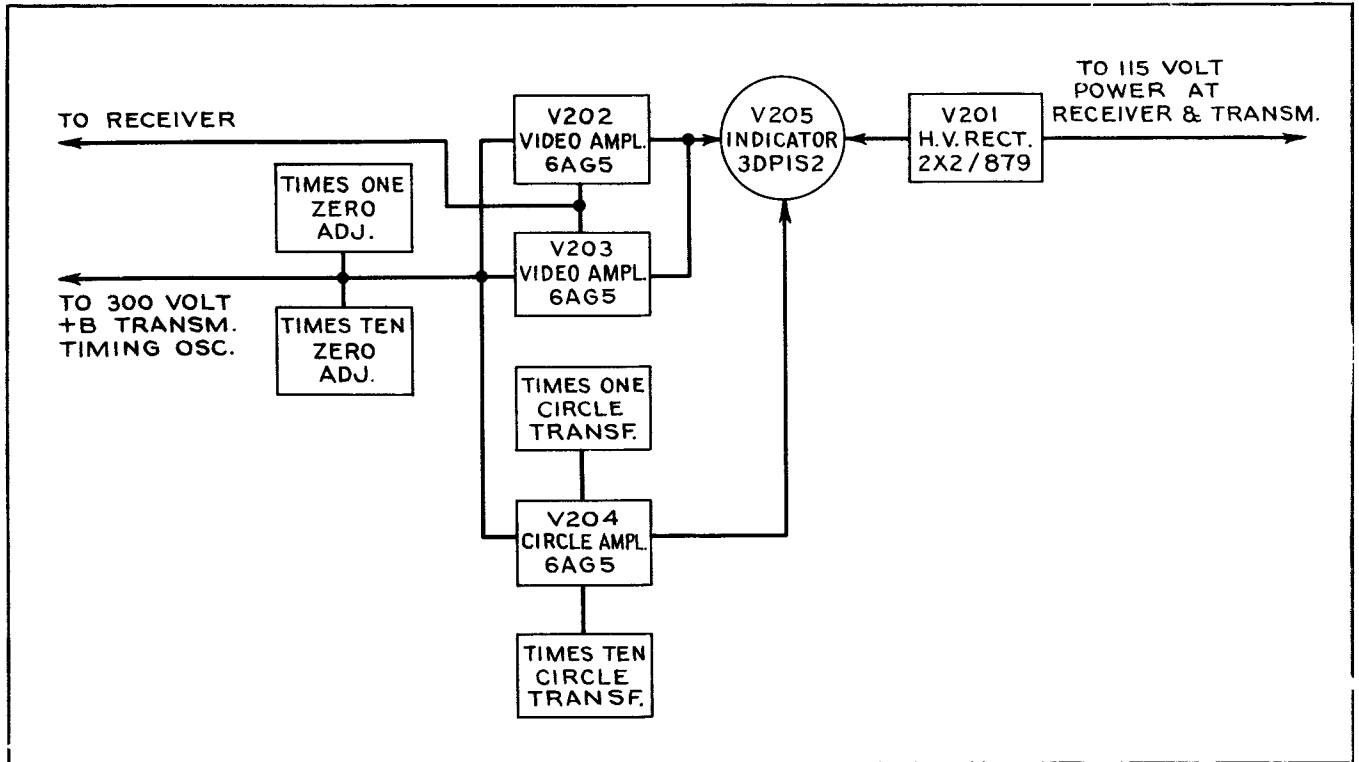 TO RECEIVER
TIMES ONE
ZERO
ADJ.
TO 300 VOLT
+B TRANSM.
TIMING OSC.
TIMES TEN
ZERO
ADJ.
V202
VIDEO AMPL.
6AG5
V203
VIDEO AMPL.
6AG5
TIMES ONE
CIRCLE
TRANSF.
V204
CIRCLE AMPL.
6AG5
TIMES TEN
CIRCLE
TRANSF.
V205
INDICATOR
3DPIS2
V201
H.V. RECT.
2X2/879
TO 115 VOLT
POWER AT
RECEIVER & TRANSM.